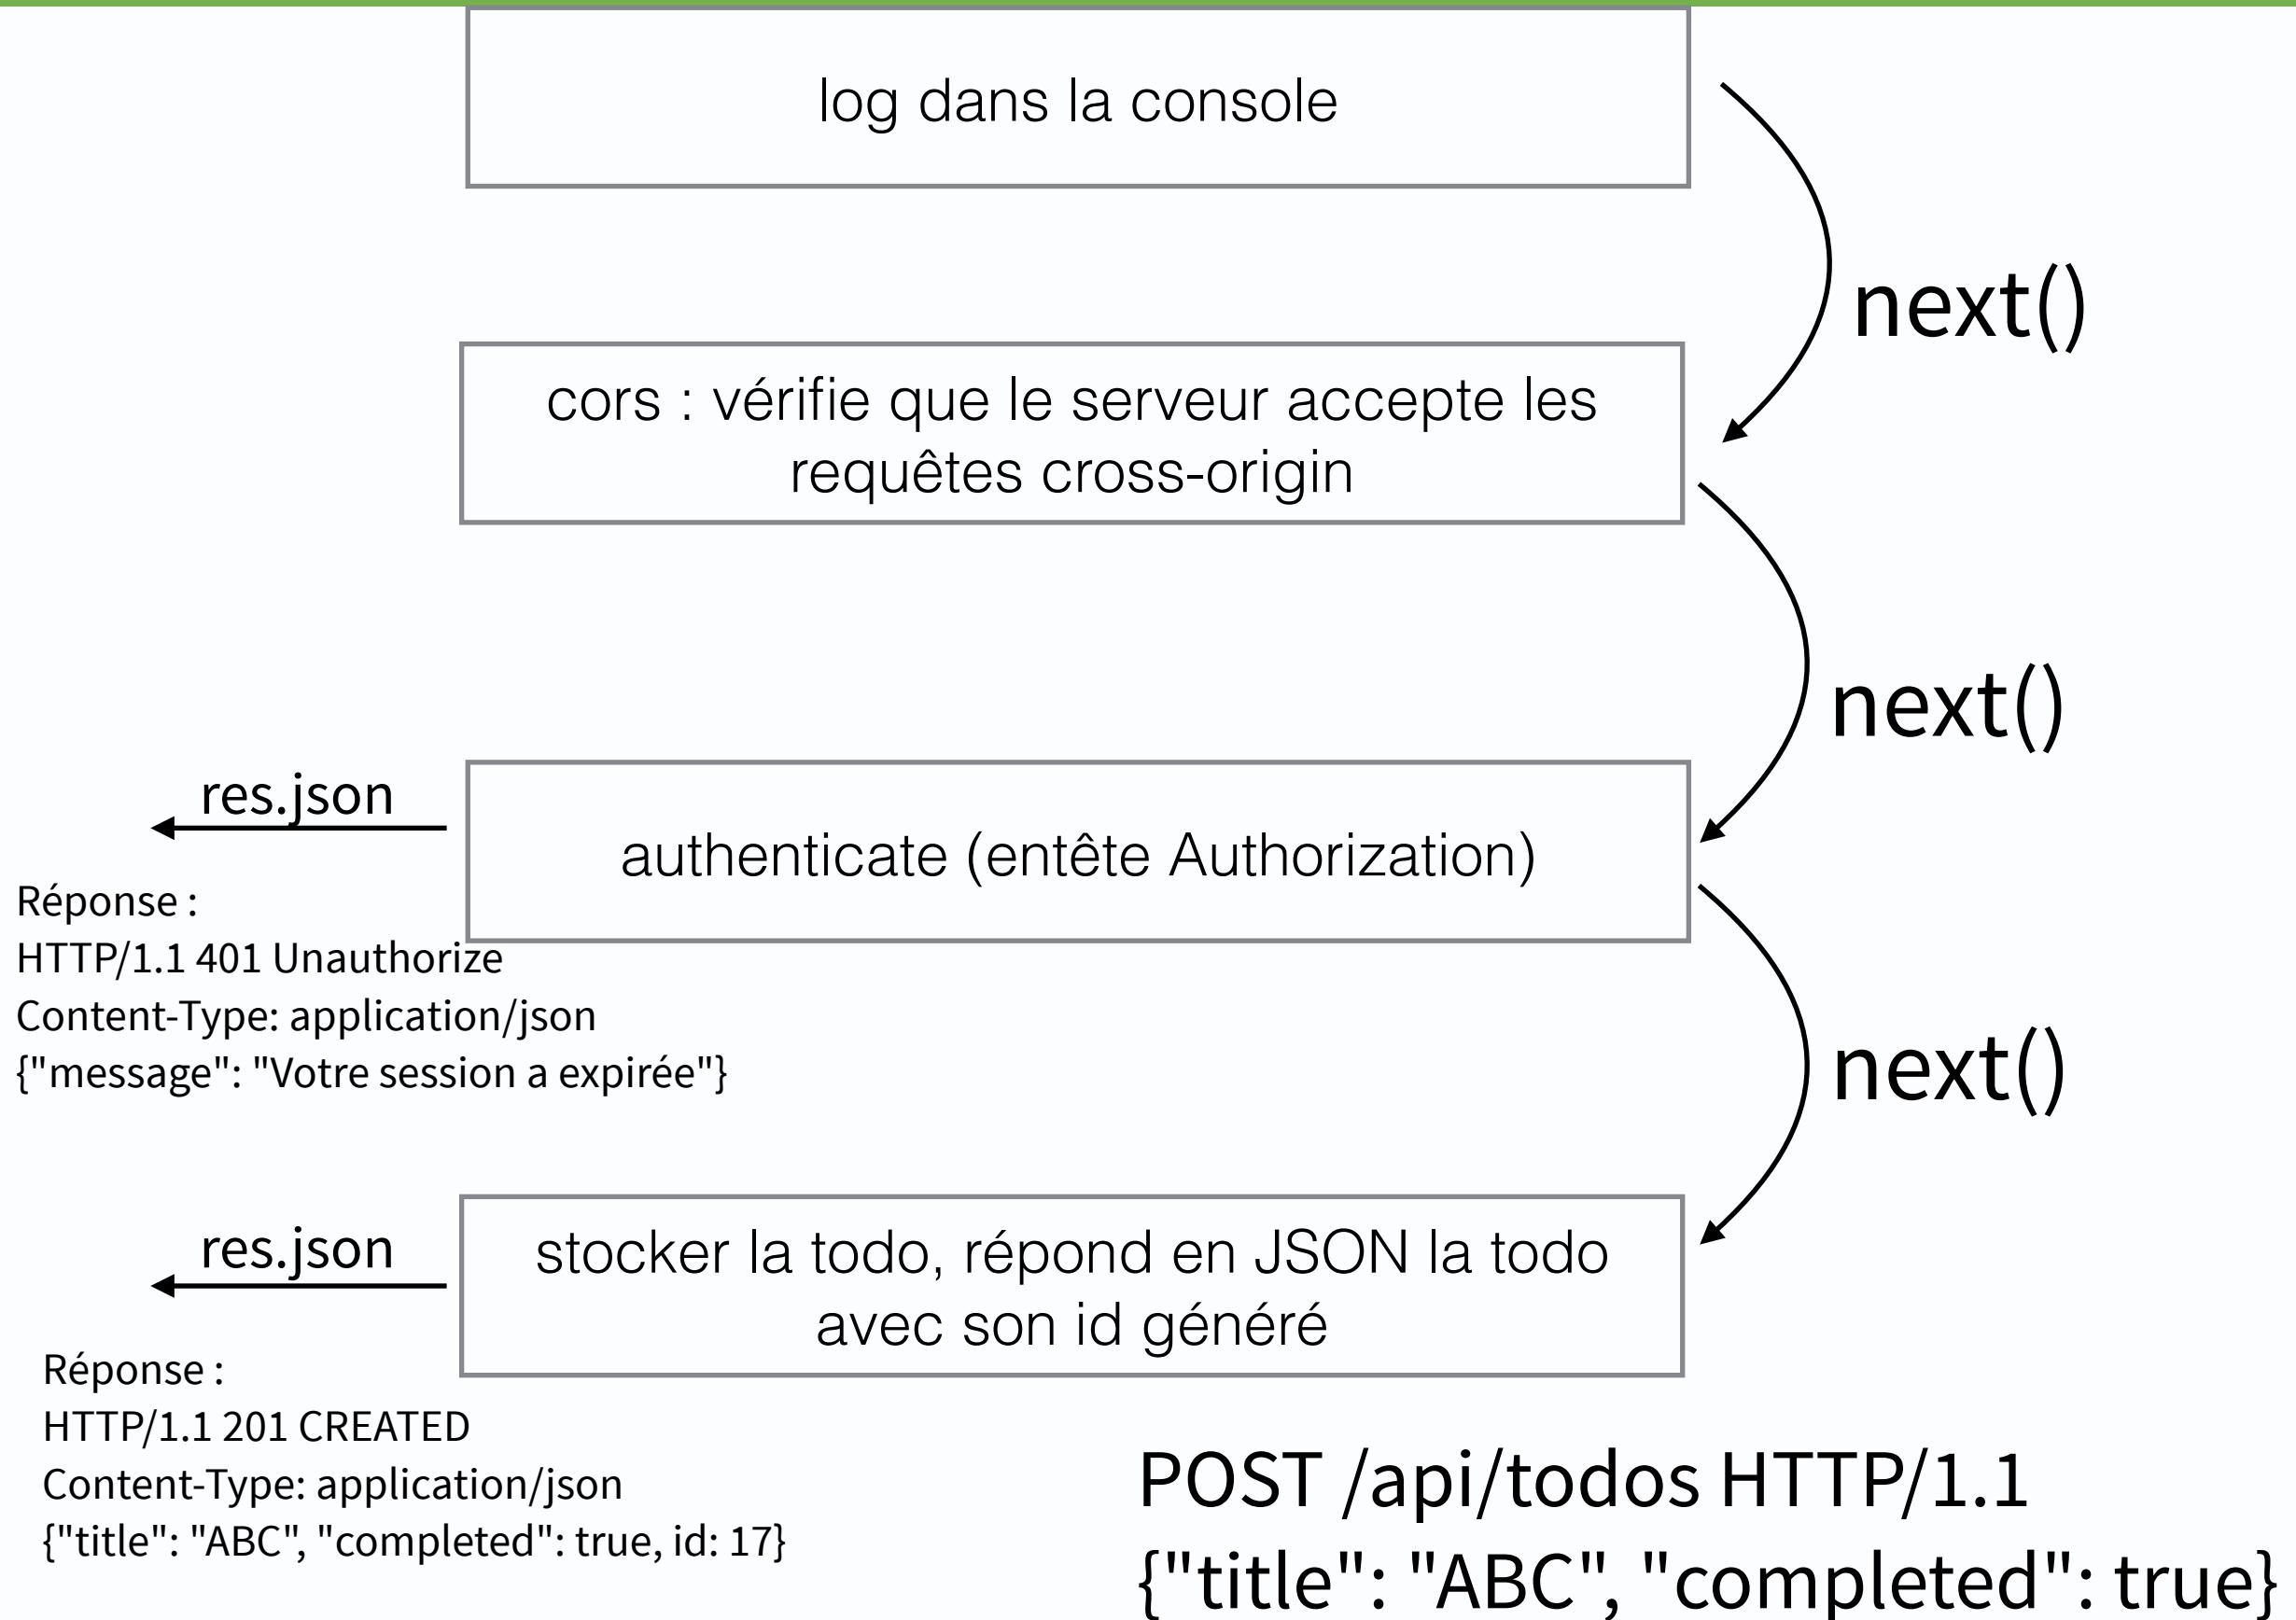 log dans la console
next()
cors : vérifie que le serveur accepte les
requêtes cross-origin
next()
res.json
authenticate (entête Authorization)
Réponse :
HTTP/1.1 401 Unauthorize
Content-Type: application/json
{"message": "Votre session a expirée"}
next()
res.json
stocker la todo, répond en JSON la todo
avec son id généré
Réponse :
HTTP/1.1 201 CREATED
Content-Type: application/json
{"title": "ABC", "completed": true, id: 17}
POST /api/todos HTTP/1.1
{"title": "ABC", "completed": true}